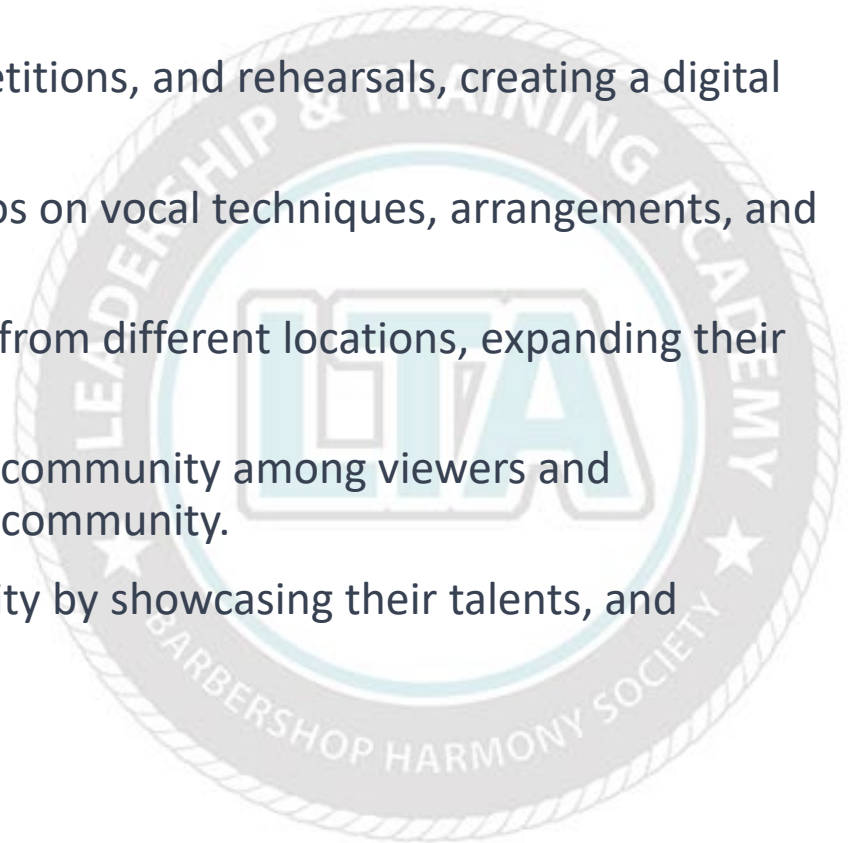 etitions, and rehearsals, creating a digital
os on vocal techniques, arrangements, and
from different locations, expanding their
community among viewers and
community.
ity by showcasing their talents, and
LEADERSHIP & TRAINING ACADEMY
LTA
BARBERSHOP HARMONY SOCIETY